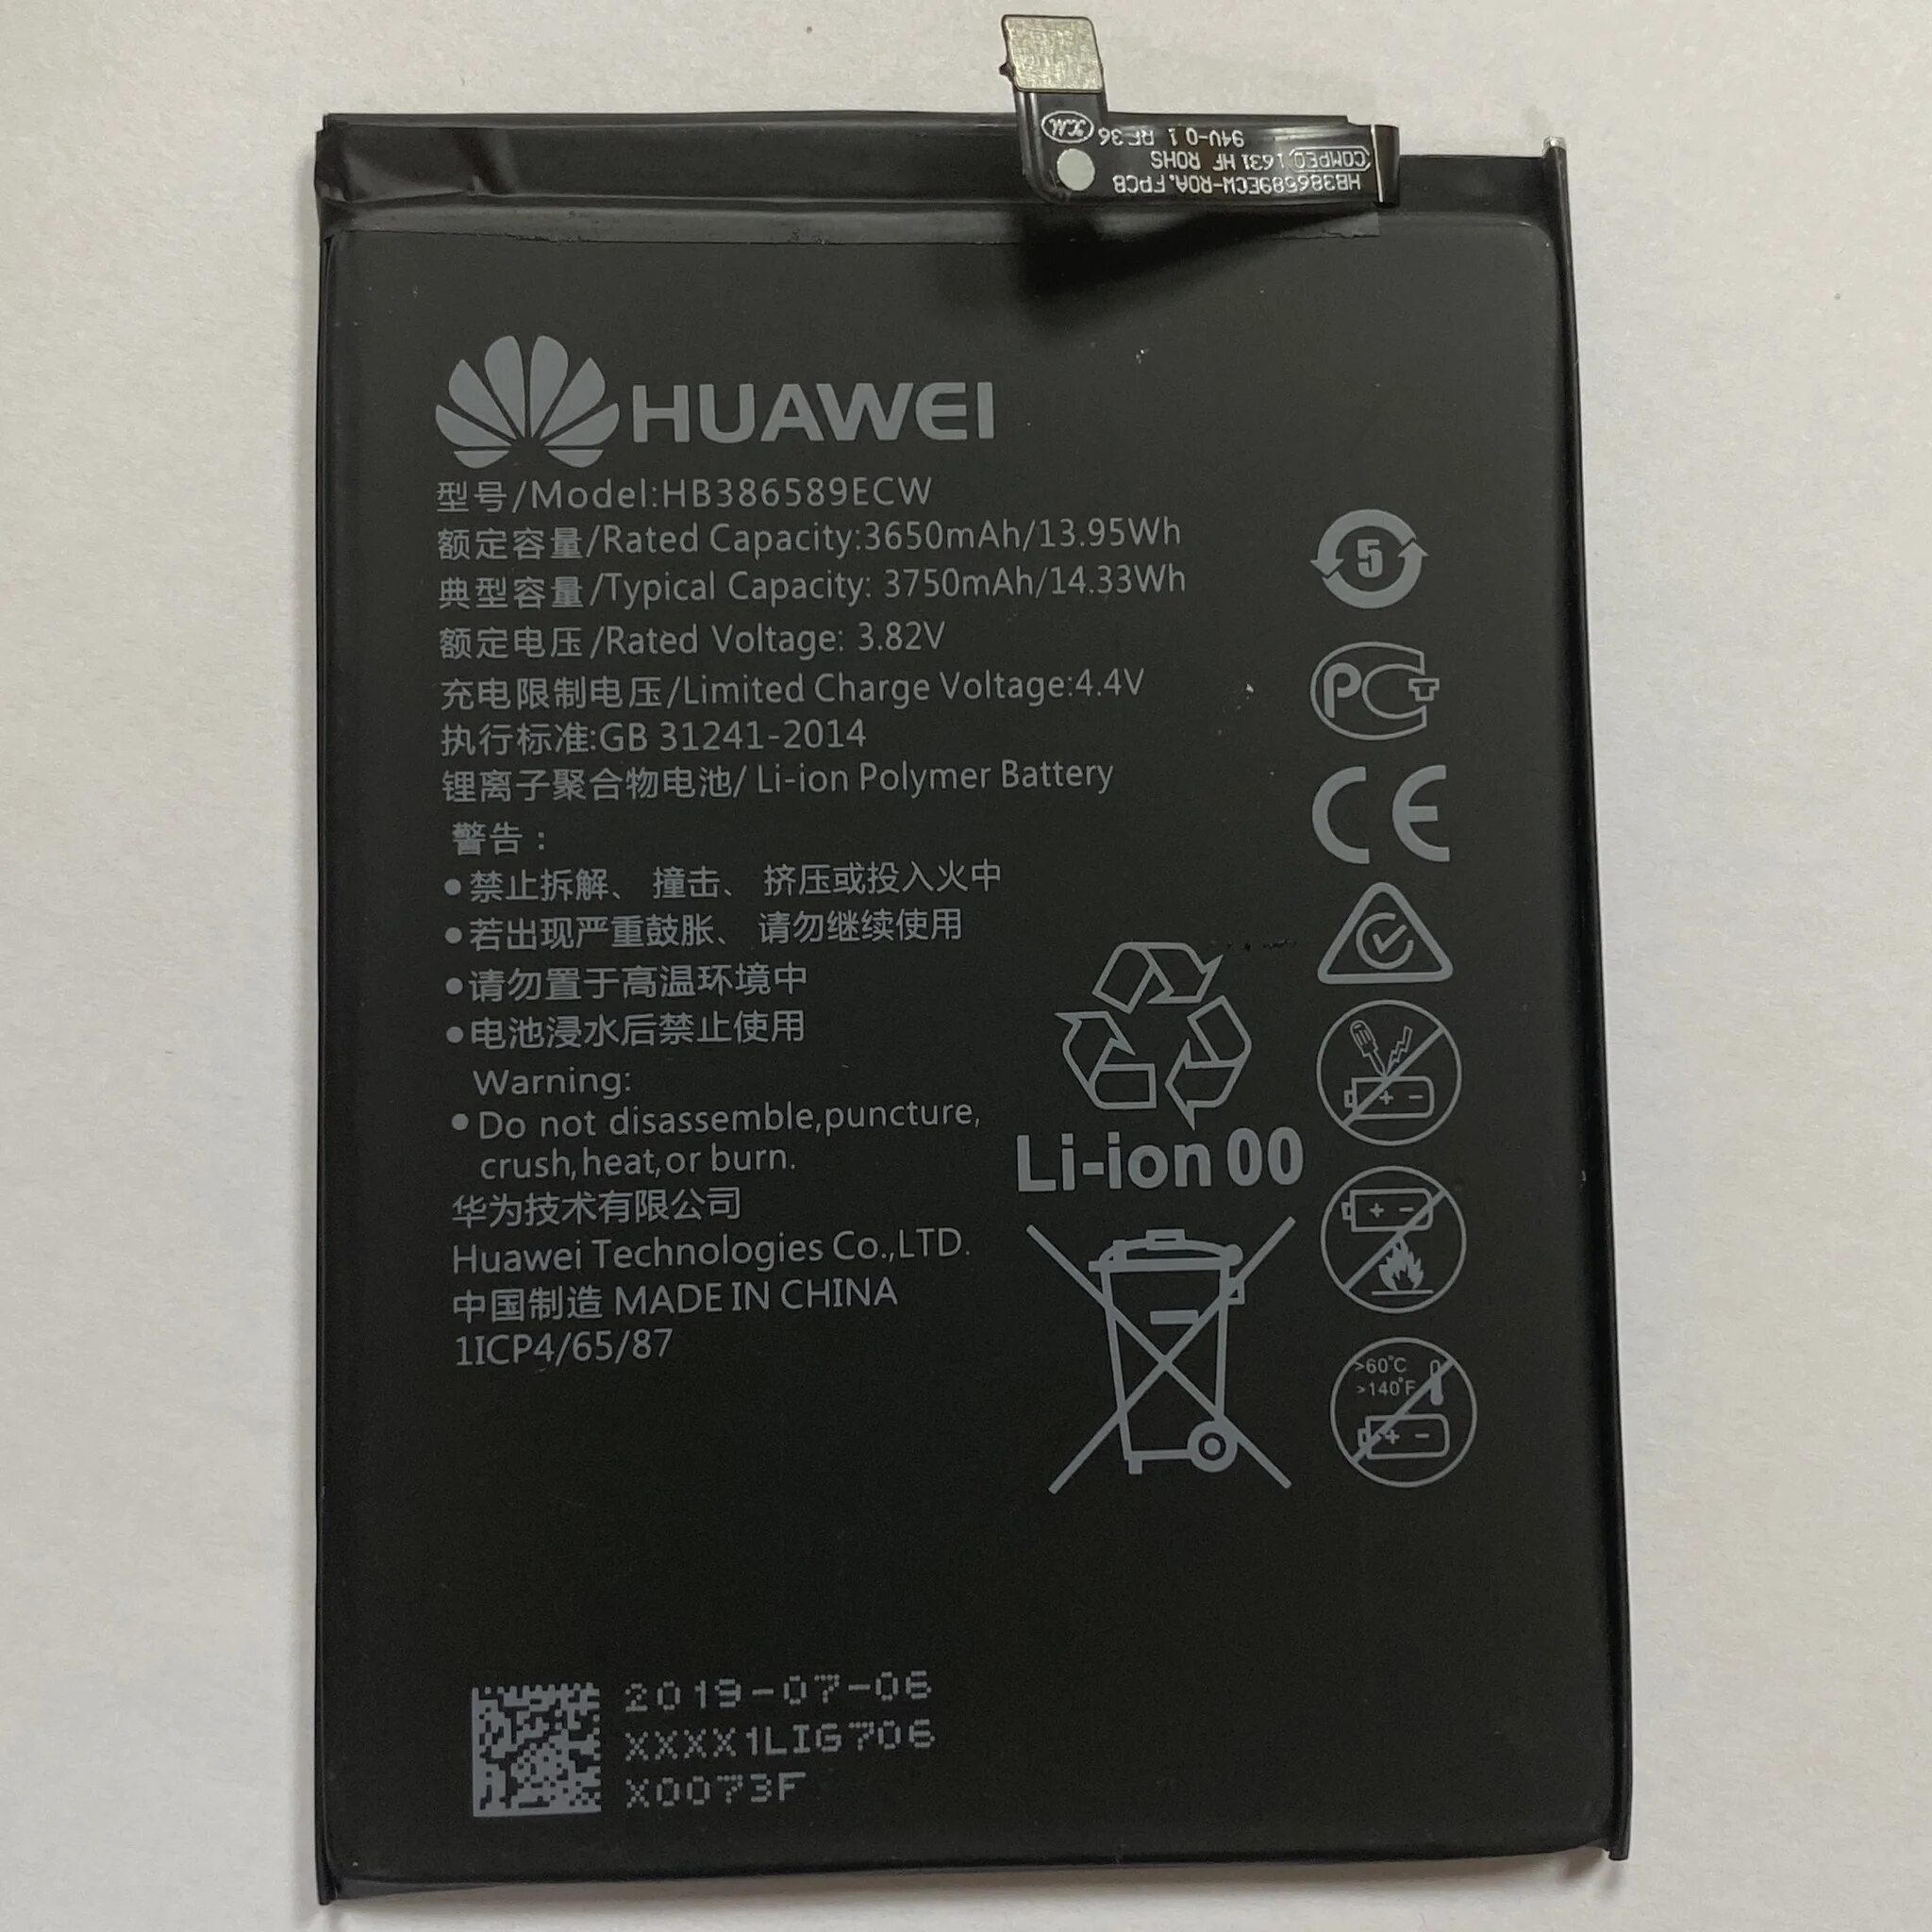 HB386589ECW-R0A.FPCB
COMPEQ 1631 HF ROHS
94V-0.1 RF36
HUAWEI
型号/Model:HB386589ECW
额定容量/Rated Capacity:3650mAh/13.95Wh
典型容量/Typical Capacity: 3750mAh/14.33Wh
额定电压/Rated Voltage: 3.82V
充电限制电压/Limited Charge Voltage:4.4V
执行标准:GB 31241-2014
锂离子聚合物电池/ Li-ion Polymer Battery
警告：
•禁止拆解、 撞击、 挤压或投入火中
•若出现严重鼓胀、 请勿继续使用
•请勿置于高温环境中
•电池浸水后禁止使用
Warning:
•Do not disassemble,puncture,
crush,heat,or burn.
华为技术有限公司
Huawei Technologies Co.,LTD.
中国制造 MADE IN CHINA
1ICP4/65/87
5
PCT
CE
Li-ion 00
>60°C
>140°F
2019-07-06
XXXX1LIG706
X0073F